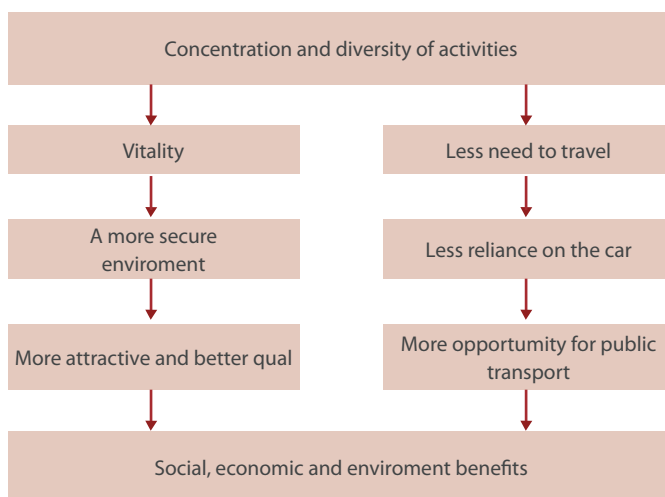 Concentration and diversity of activities
Vitality
Less need to travel
A more secure
enviroment
Less reliance on the car
More attractive and better qual
More opportunity for public
transport
Social, economic and enviroment benefits